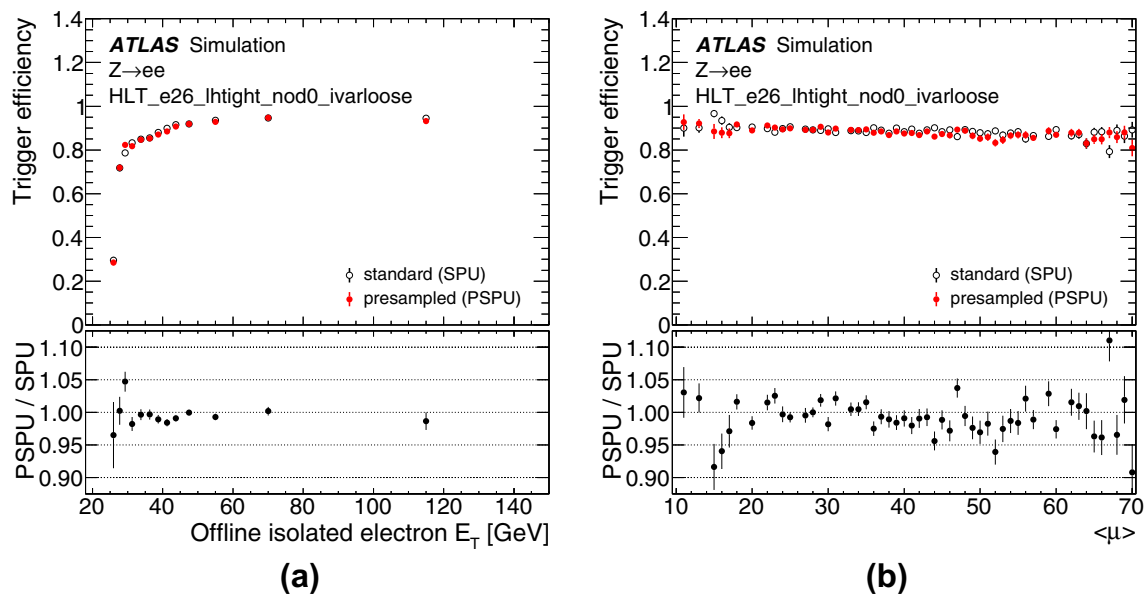 Trigger efficiency
1.4
1.2
1
0.8
0.6
0.4
0.2
0
ATLAS Simulation
Z→ee
HLT_e26_lhtight_nod0_ivarloose
standard (SPU)
presampled (PSPU)
PSPU / SPU
1.10
1.05
1.00
0.95
0.90
20 40 60 80 100 120 140
Offline isolated electron E_T [GeV]
(a)
Trigger efficiency
1.4
1.2
1
0.8
0.6
0.4
0.2
0
ATLAS Simulation
Z→ee
HLT_e26_lhtight_nod0_ivarloose
standard (SPU)
presampled (PSPU)
PSPU / SPU
1.10
1.05
1.00
0.95
0.90
10 20 30 40 50 60 70
<μ>
(b)